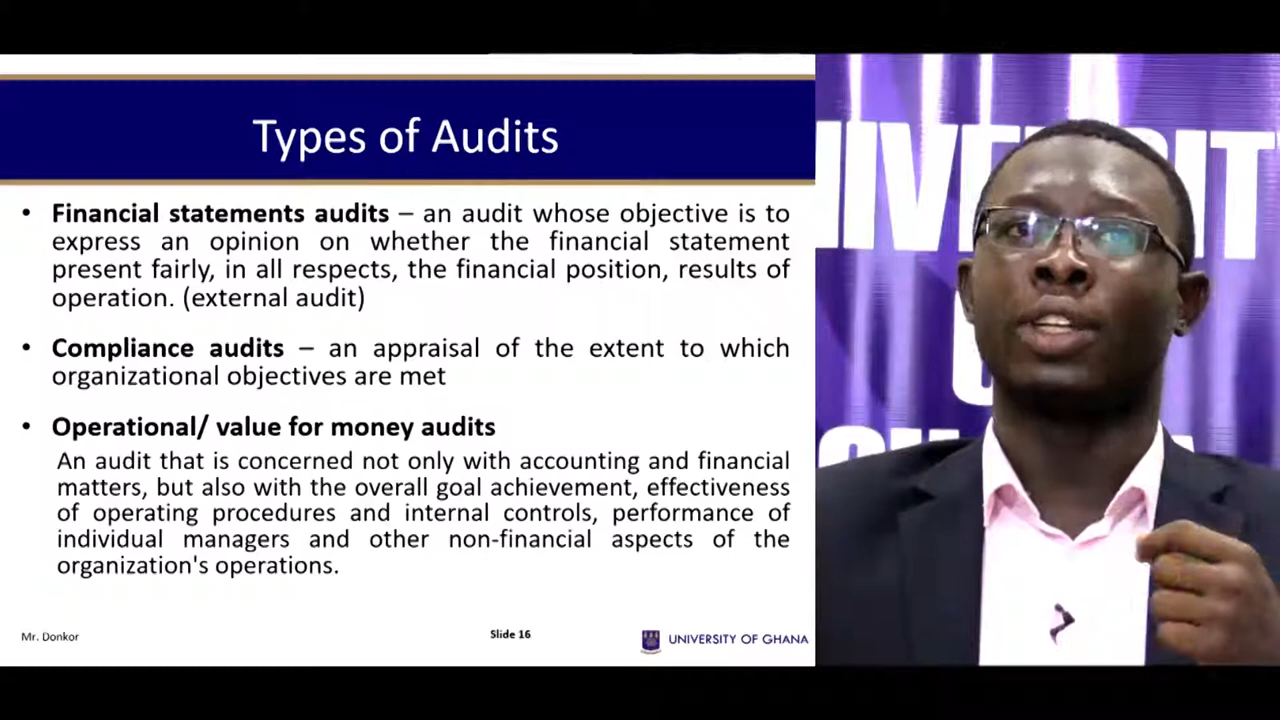 Types of Audits
• Financial statements audits – an audit whose objective is to
express an opinion on whether the financial statement
present fairly, in all respects, the financial position, results of
operation. (external audit)
• Compliance audits – an appraisal of the extent to which
organizational objectives are met
• Operational/ value for money audits
An audit that is concerned not only with accounting and financial
matters, but also with the overall goal achievement, effectiveness
of operating procedures and internal controls, performance of
individual managers and other non-financial aspects of the
organization's operations.
Mr. Donkor
Slide 16
UNIVERSITY OF GHANA